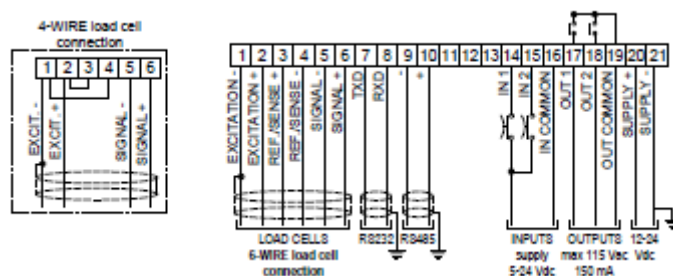 4-WIRE load cell
connection
1 2 3 4 5 6
EXCIT. -
EXCIT. +
SIGNAL -
SIGNAL +
1 2 3 4 5 6 7 8 9 10 11 12 13 14 15 16 17 18 19 20 21
EXCITATION -
EXCITATION +
REF./SENSE +
REF./SENSE -
SIGNAL -
SIGNAL +
TXD
RXD
-
+
IN 1
IN 2
IN COMMON
OUT 1
OUT 2
OUT COMMON
SUPPLY +
SUPPLY -
LOAD CELLS
6-WIRE load cell
connection
RS232
RS485
INPUTS
supply
5-24 Vdc
OUTPUTS
max 115 Vac
150 mA
12-24
Vdc